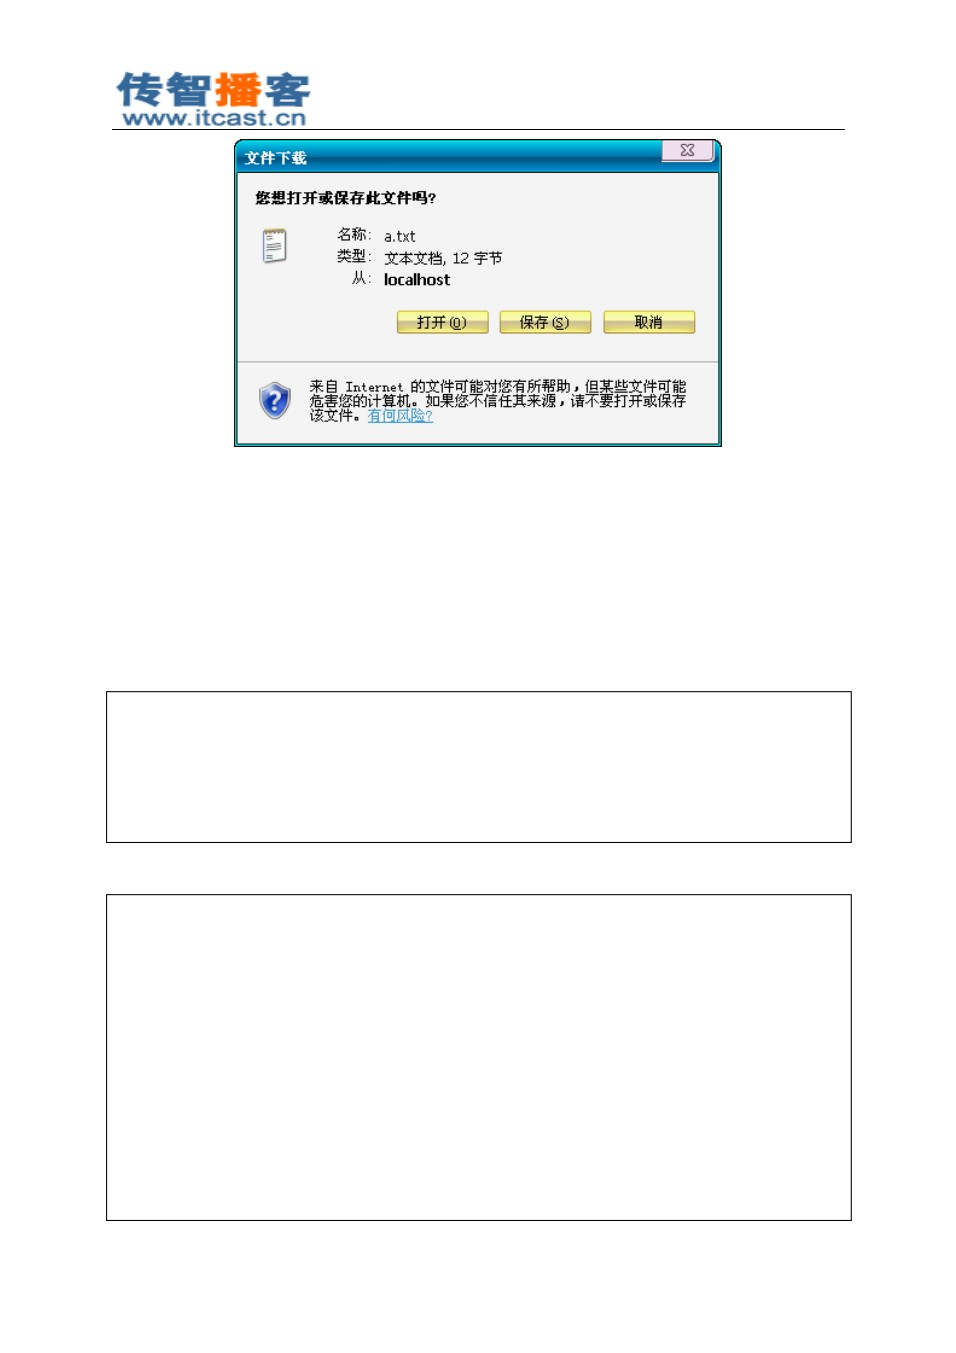 传智播客
www.itcast.cn
文件下载
您想打开或保存此文件吗?
名称: a.txt
类型: 文本文档, 12 字节
从: localhost
打开(O) 保存(S) 取消
来自 Internet 的文件可能对您有所帮助，但某些文件可能
危害您的计算机。如果您不信任其来源，请不要打开或保存
该文件。有何风险?